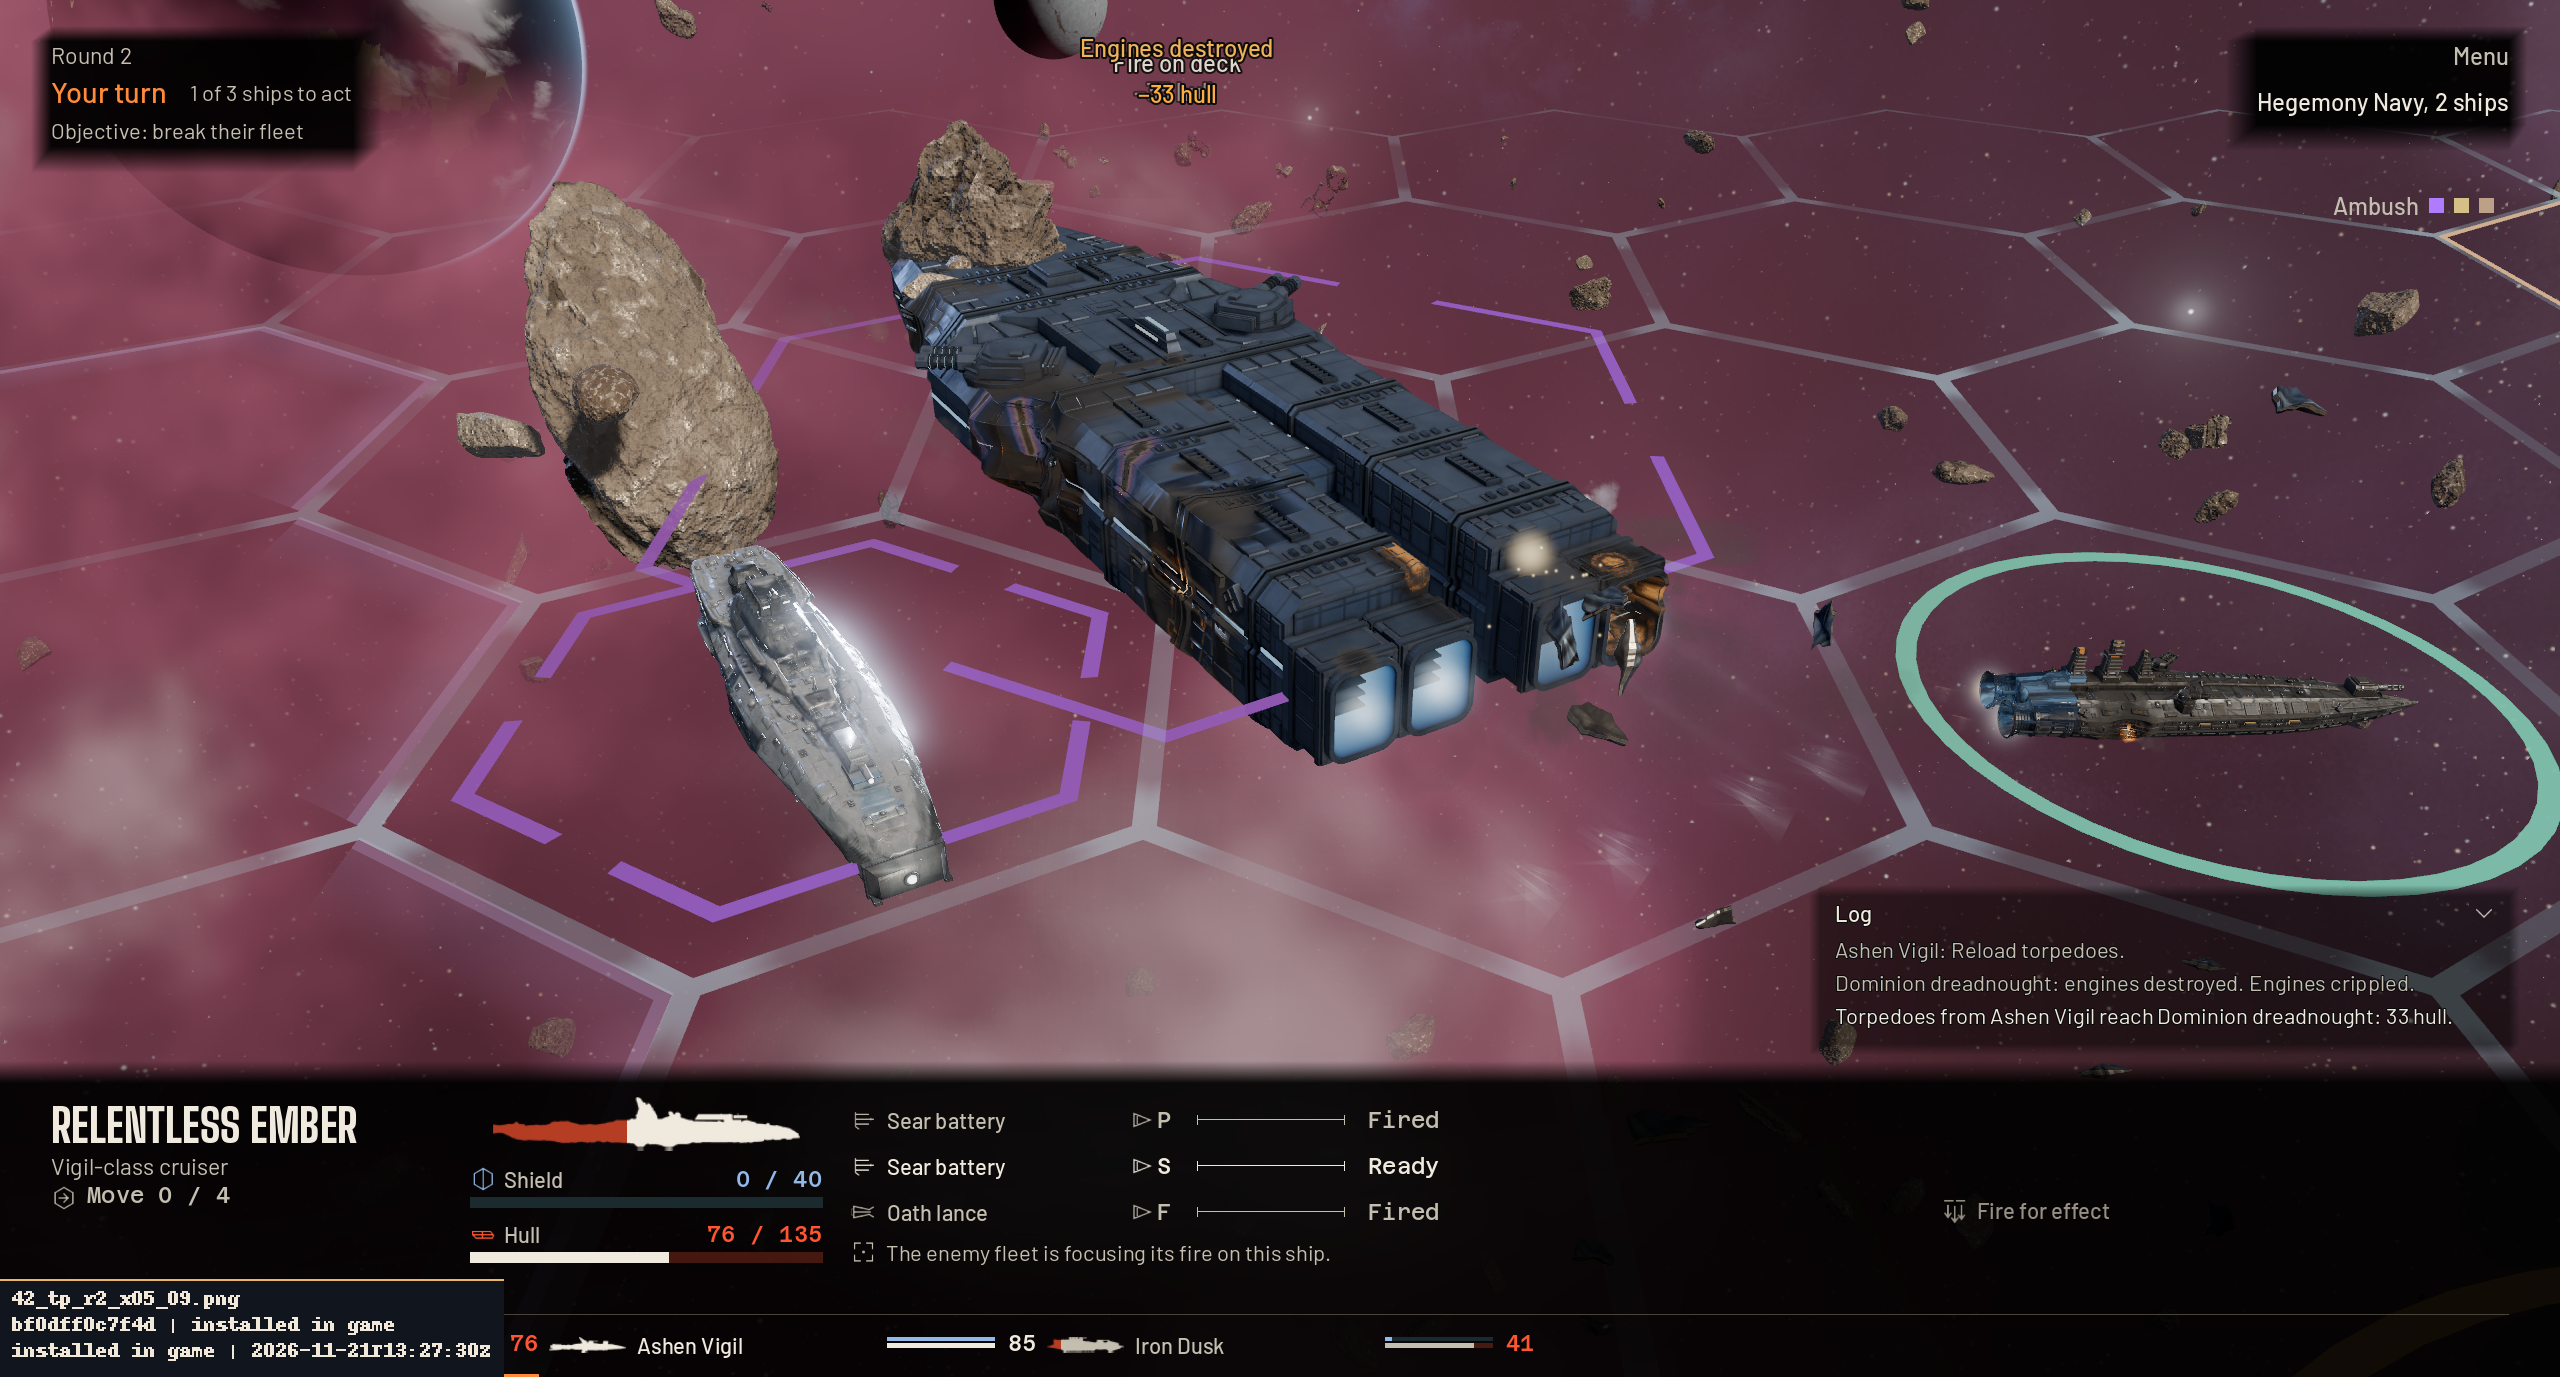 Round 2
Your turn 1 of 3 ships to act
Objective: break their fleet
Engines destroyed
Fire on deck
-33 hull
Menu
Hegemony Navy, 2 ships
Ambush
Log
Ashen Vigil: Reload torpedoes.
Dominion dreadnought: engines destroyed. Engines crippled.
Torpedoes from Ashen Vigil reach Dominion dreadnought: 33 hull.
RELENTLESS EMBER
Vigil-class cruiser
Move 0 / 4
Shield 0 / 40
Hull 76 / 135
Sear battery P Fired
Sear battery S Ready
Oath lance F Fired
The enemy fleet is focusing its fire on this ship.
Fire for effect
42_tp_r2_x05_09.png
bf0dff0c7f4d | installed in game
installed in game | 2026-11-21T13:27:30Z
76 Ashen Vigil 85 Iron Dusk 41